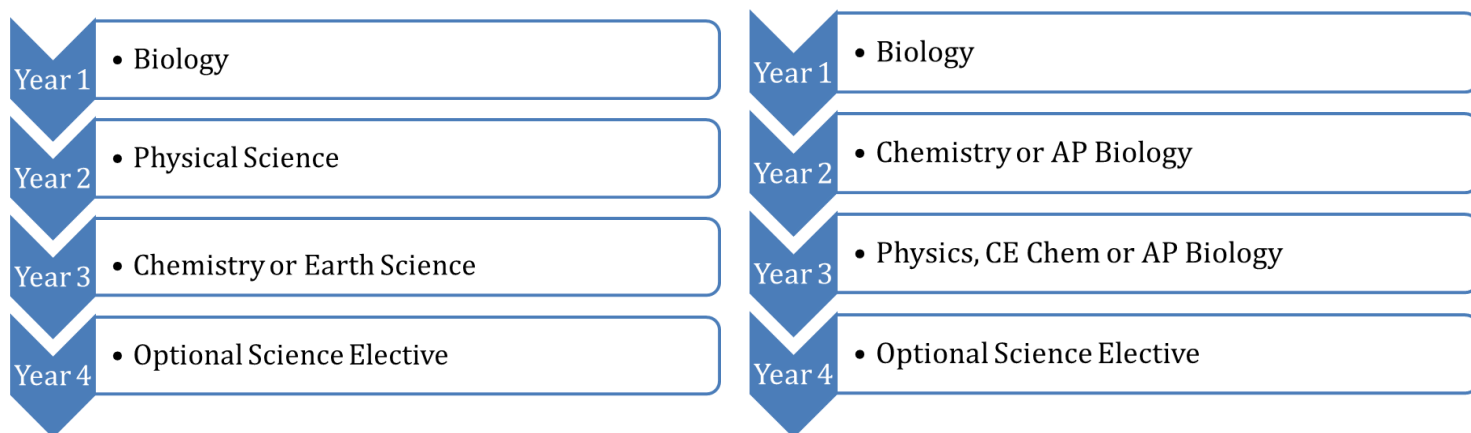 Year 1
• Biology
Year 2
• Physical Science
Year 3
• Chemistry or Earth Science
Year 4
• Optional Science Elective
Year 1
• Biology
Year 2
• Chemistry or AP Biology
Year 3
• Physics, CE Chem or AP Biology
Year 4
• Optional Science Elective